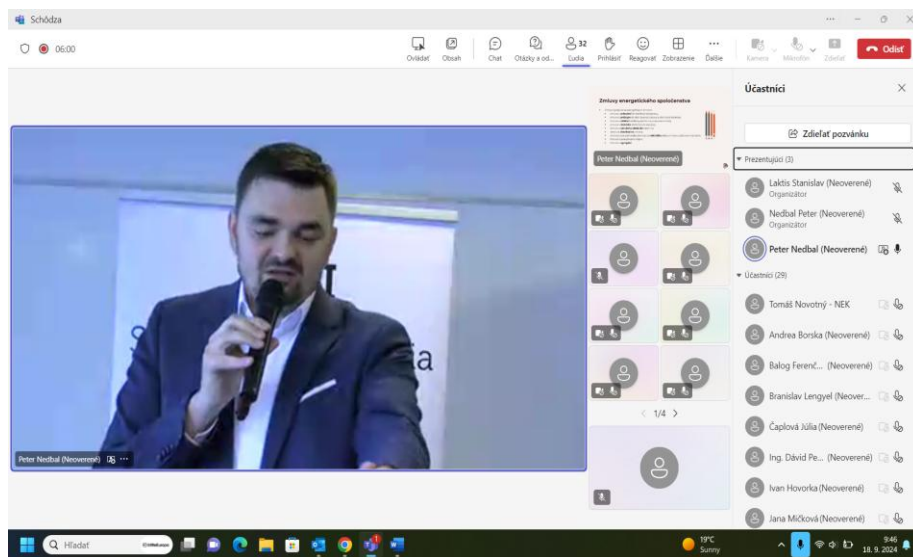 Schôdza
06:00
Ovládať
Obsah
Chat
Otázky a od...
32
Ľudia
Prihlásiť
Reagovať
Zobrazenie
Ďalšie
Kamera
Mikrofón
Zdieľať
Odísť
Zmluvy energetického spoločenstva
Peter Nedbal (Neoverené)
1/4
Peter Nedbal (Neoverené)
Účastníci
Zdieľať pozvánku
Prezentujúci (3)
Laktis Stanislav (Neoverené)
Organizátor
Nedbal Peter (Neoverené)
Organizátor
Peter Nedbal (Neoverené)
Účastníci (29)
Tomáš Novotný - NEK
Andrea Borska (Neoverené)
Balog Ferenč... (Neoverené)
Branislav Lengyel (Neover...
Čaplová Júlia (Neoverené)
Ing. Dávid Pe... (Neoverené)
Ivan Hovorka (Neoverené)
Jana Mičková (Neoverené)
Hľadať
19°C
Sunny
9:46
18. 9. 2024